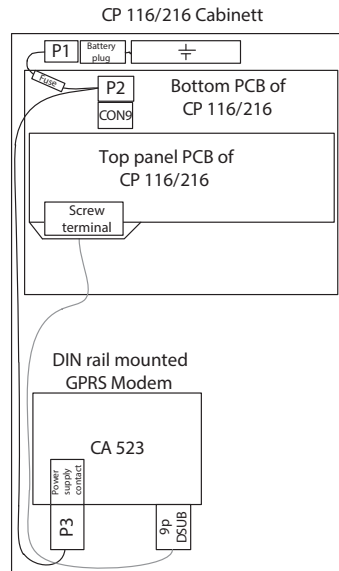 CP 116/216 Cabinett
P1
Battery
plug
Fuse
P2
Bottom PCB of
CP 116/216
CON9
Top panel PCB of
CP 116/216
Screw
terminal
DIN rail mounted
GPRS Modem
CA 523
Power
supply
contact
P3
9p
DSUB